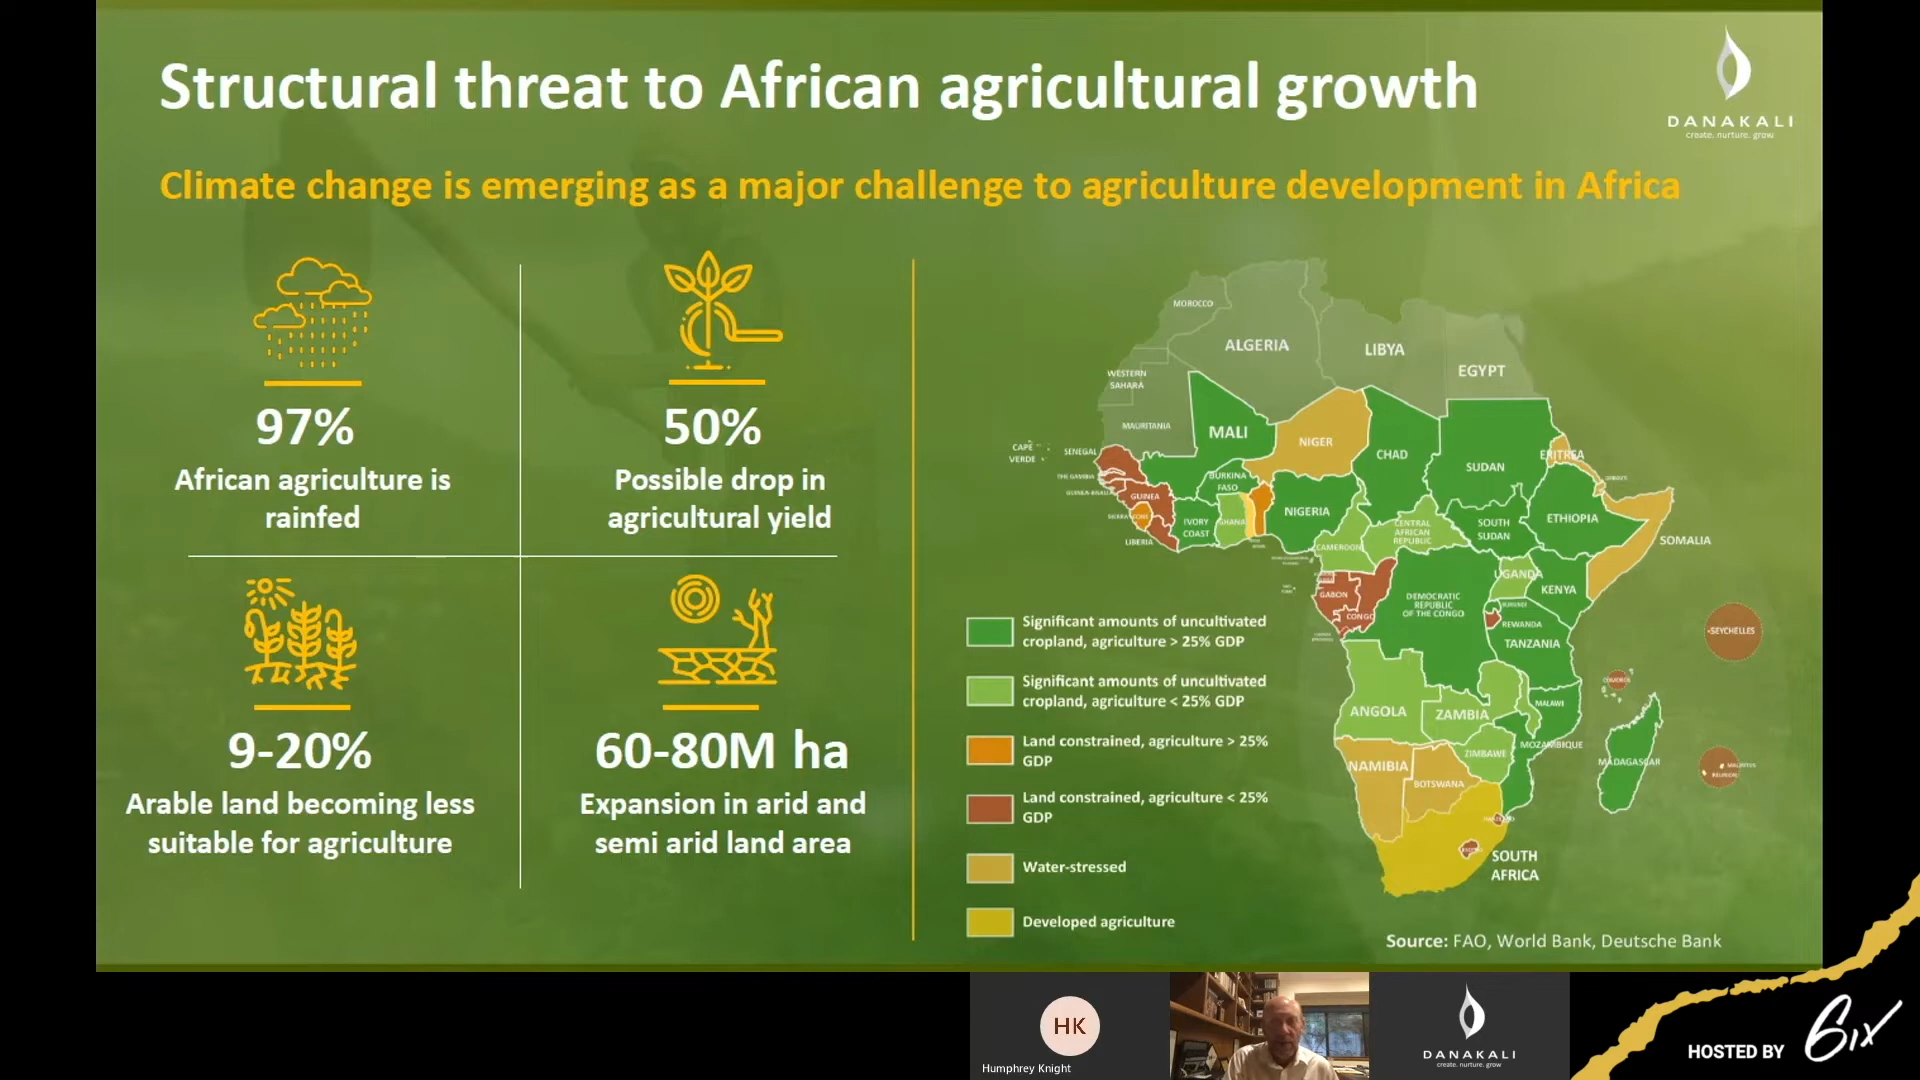 Structural threat to African agricultural growth
DANAKALI
create. nurture. grow
Climate change is emerging as a major challenge to agriculture development in Africa
97%
African agriculture is
rainfed
50%
Possible drop in
agricultural yield
9-20%
Arable land becoming less
suitable for agriculture
60-80M ha
Expansion in arid and
semi arid land area
MOROCCO
ALGERIA
LIBYA
EGYPT
WESTERN
SAHARA
MAURITANIA
MALI
NIGER
CHAD
SUDAN
ERITREA
CAPE
VERDE
SENEGAL
THE GAMBIA
GUINEA
BURKINA
FASO
IVORY
COAST
GHANA
LIBERIA
NIGERIA
CAMEROON
CENTRAL
AFRICAN
REPUBLIC
SOUTH
SUDAN
ETHIOPIA
SOMALIA
UGANDA
KENYA
GABON
CONGO
DEMOCRATIC
REPUBLIC
OF THE CONGO
REWANDA
TANZANIA
SEYCHELLES
COMOROS
ANGOLA
ZAMBIA
MALAWI
MOZAMBIQUE
ZIMBAWE
MADAGASCAR
NAMIBIA
BOTSWANA
SOUTH
AFRICA
Significant amounts of uncultivated
cropland, agriculture > 25% GDP
Significant amounts of uncultivated
cropland, agriculture < 25% GDP
Land constrained, agriculture > 25%
GDP
Land constrained, agriculture < 25%
GDP
Water-stressed
Developed agriculture
Source: FAO, World Bank, Deutsche Bank
HK
Humphrey Knight
DANAKALI
create. nurture. grow
HOSTED BY 6ix